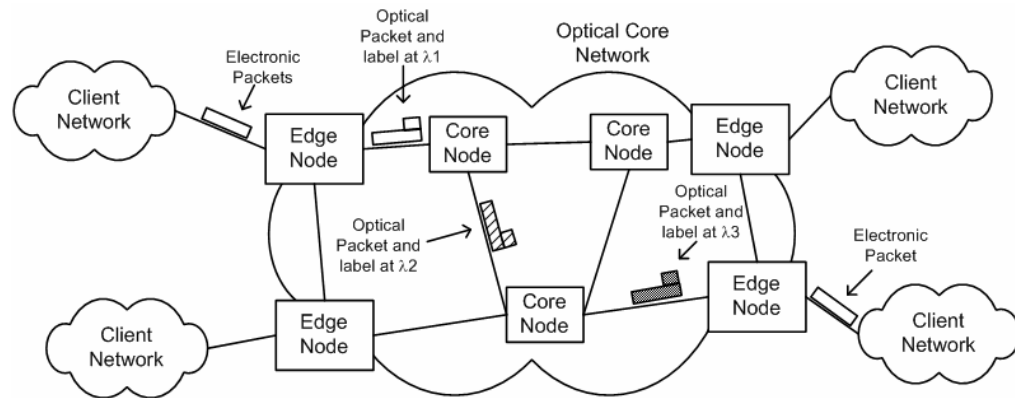 Optical
Packet and
label at λ1
Electronic
Packets
Optical Core
Network
Client
Network
Edge
Node
Core
Node
Core
Node
Edge
Node
Client
Network
Optical
Packet and
label at λ2
Optical
Packet and
label at λ3
Electronic
Packet
Client
Network
Edge
Node
Core
Node
Edge
Node
Client
Network